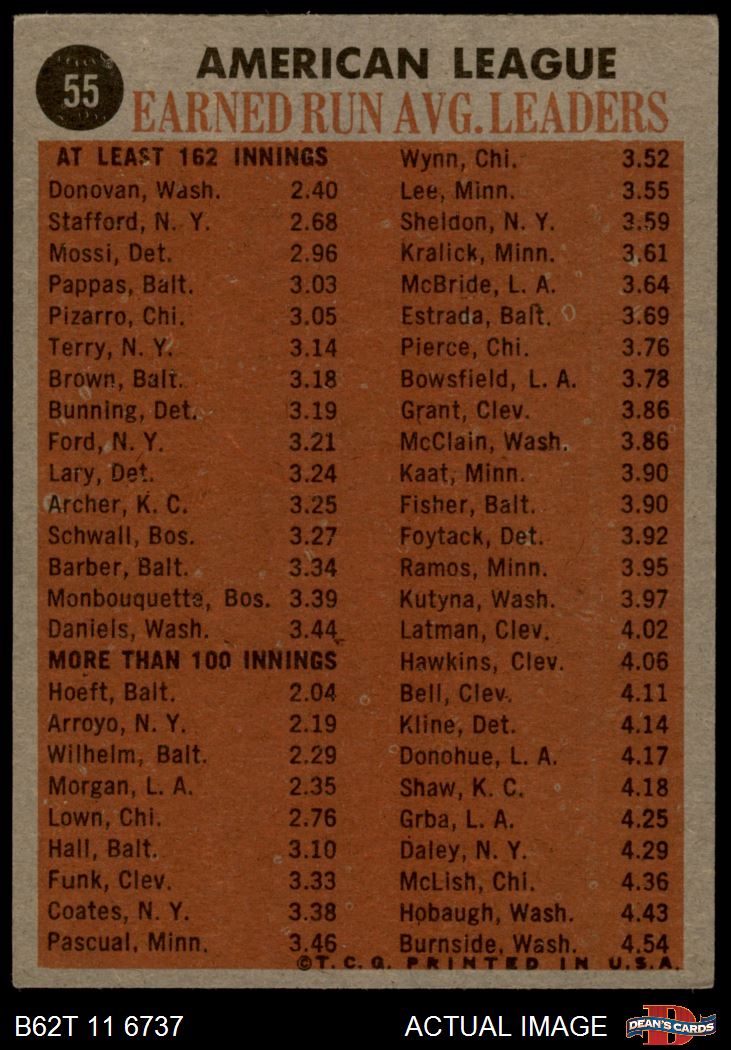 55
AMERICAN LEAGUE
EARNED RUN AVG. LEADERS
AT LEAST 162 INNINGS
Donovan, Wash. 2.40
Stafford, N. Y. 2.68
Mossi, Det. 2.96
Pappas, Balt. 3.03
Pizarro, Chi. 3.05
Terry, N. Y. 3.14
Brown, Balt. 3.18
Bunning, Det. 3.19
Ford, N. Y. 3.21
Lary, Det. 3.24
Archer, K. C. 3.25
Schwall, Bos. 3.27
Barber, Balt. 3.34
Monbouquette, Bos. 3.39
Daniels, Wash. 3.44
MORE THAN 100 INNINGS
Hoeft, Balt. 2.04
Arroyo, N. Y. 2.19
Wilhelm, Balt. 2.29
Morgan, L. A. 2.35
Lown, Chi. 2.76
Hall, Balt. 3.10
Funk, Clev. 3.33
Coates, N. Y. 3.38
Pascual, Minn. 3.46
Wynn, Chi. 3.52
Lee, Minn. 3.55
Sheldon, N. Y. 3.59
Kralick, Minn. 3.61
McBride, L. A. 3.64
Estrada, Balt. 3.69
Pierce, Chi. 3.76
Bowsfield, L. A. 3.78
Grant, Clev. 3.86
McClain, Wash. 3.86
Kaat, Minn. 3.90
Fisher, Balt. 3.90
Foytack, Det. 3.92
Ramos, Minn. 3.95
Kutyna, Wash. 3.97
Latman, Clev. 4.02
Hawkins, Clev. 4.06
Bell, Clev. 4.11
Kline, Det. 4.14
Donohue, L. A. 4.17
Shaw, K. C. 4.18
Grba, L. A. 4.25
Daley, N. Y. 4.29
McLish, Chi. 4.36
Hobaugh, Wash. 4.43
Burnside, Wash. 4.54
©T. C. G. PRINTED IN U.S.A.
B62T 11 6737
ACTUAL IMAGE
D
DEAN'S CARDS